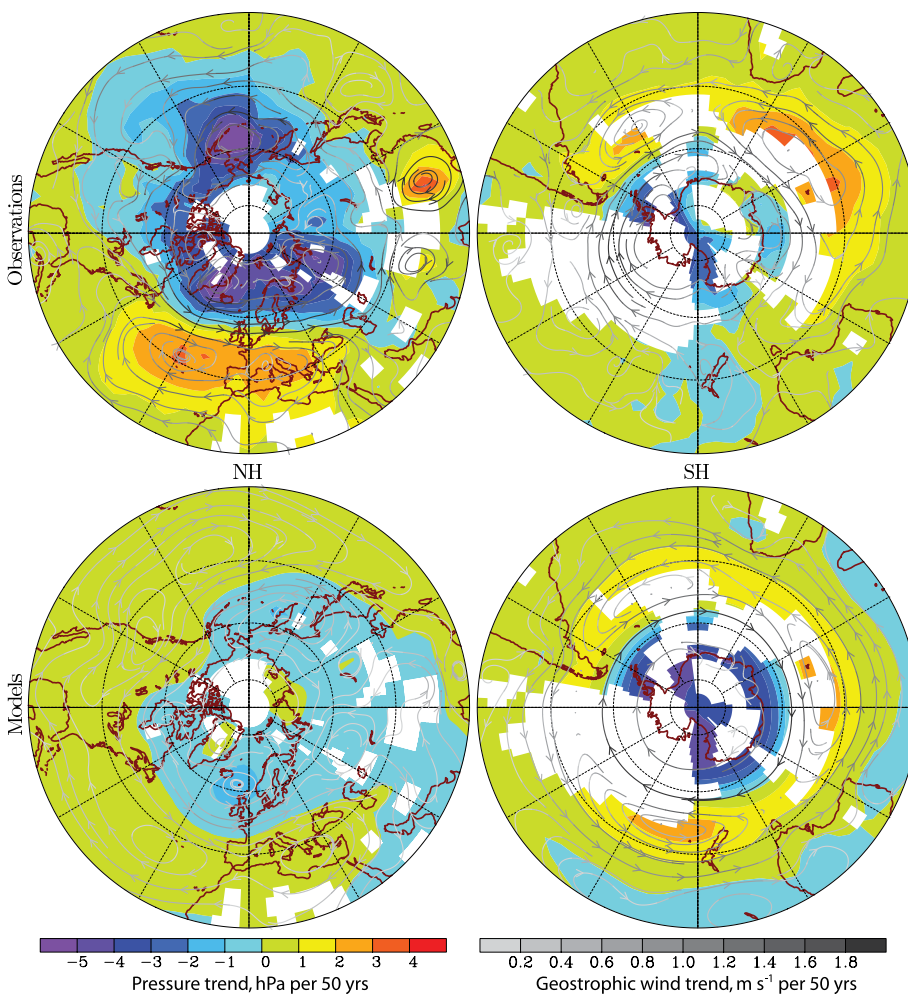 Observations
NH
SH
Models
-5 -4 -3 -2 -1 0 1 2 3 4
0.2 0.4 0.6 0.8 1.0 1.2 1.4 1.6 1.8
Pressure trend, hPa per 50 yrs
Geostrophic wind trend, m s⁻¹ per 50 yrs